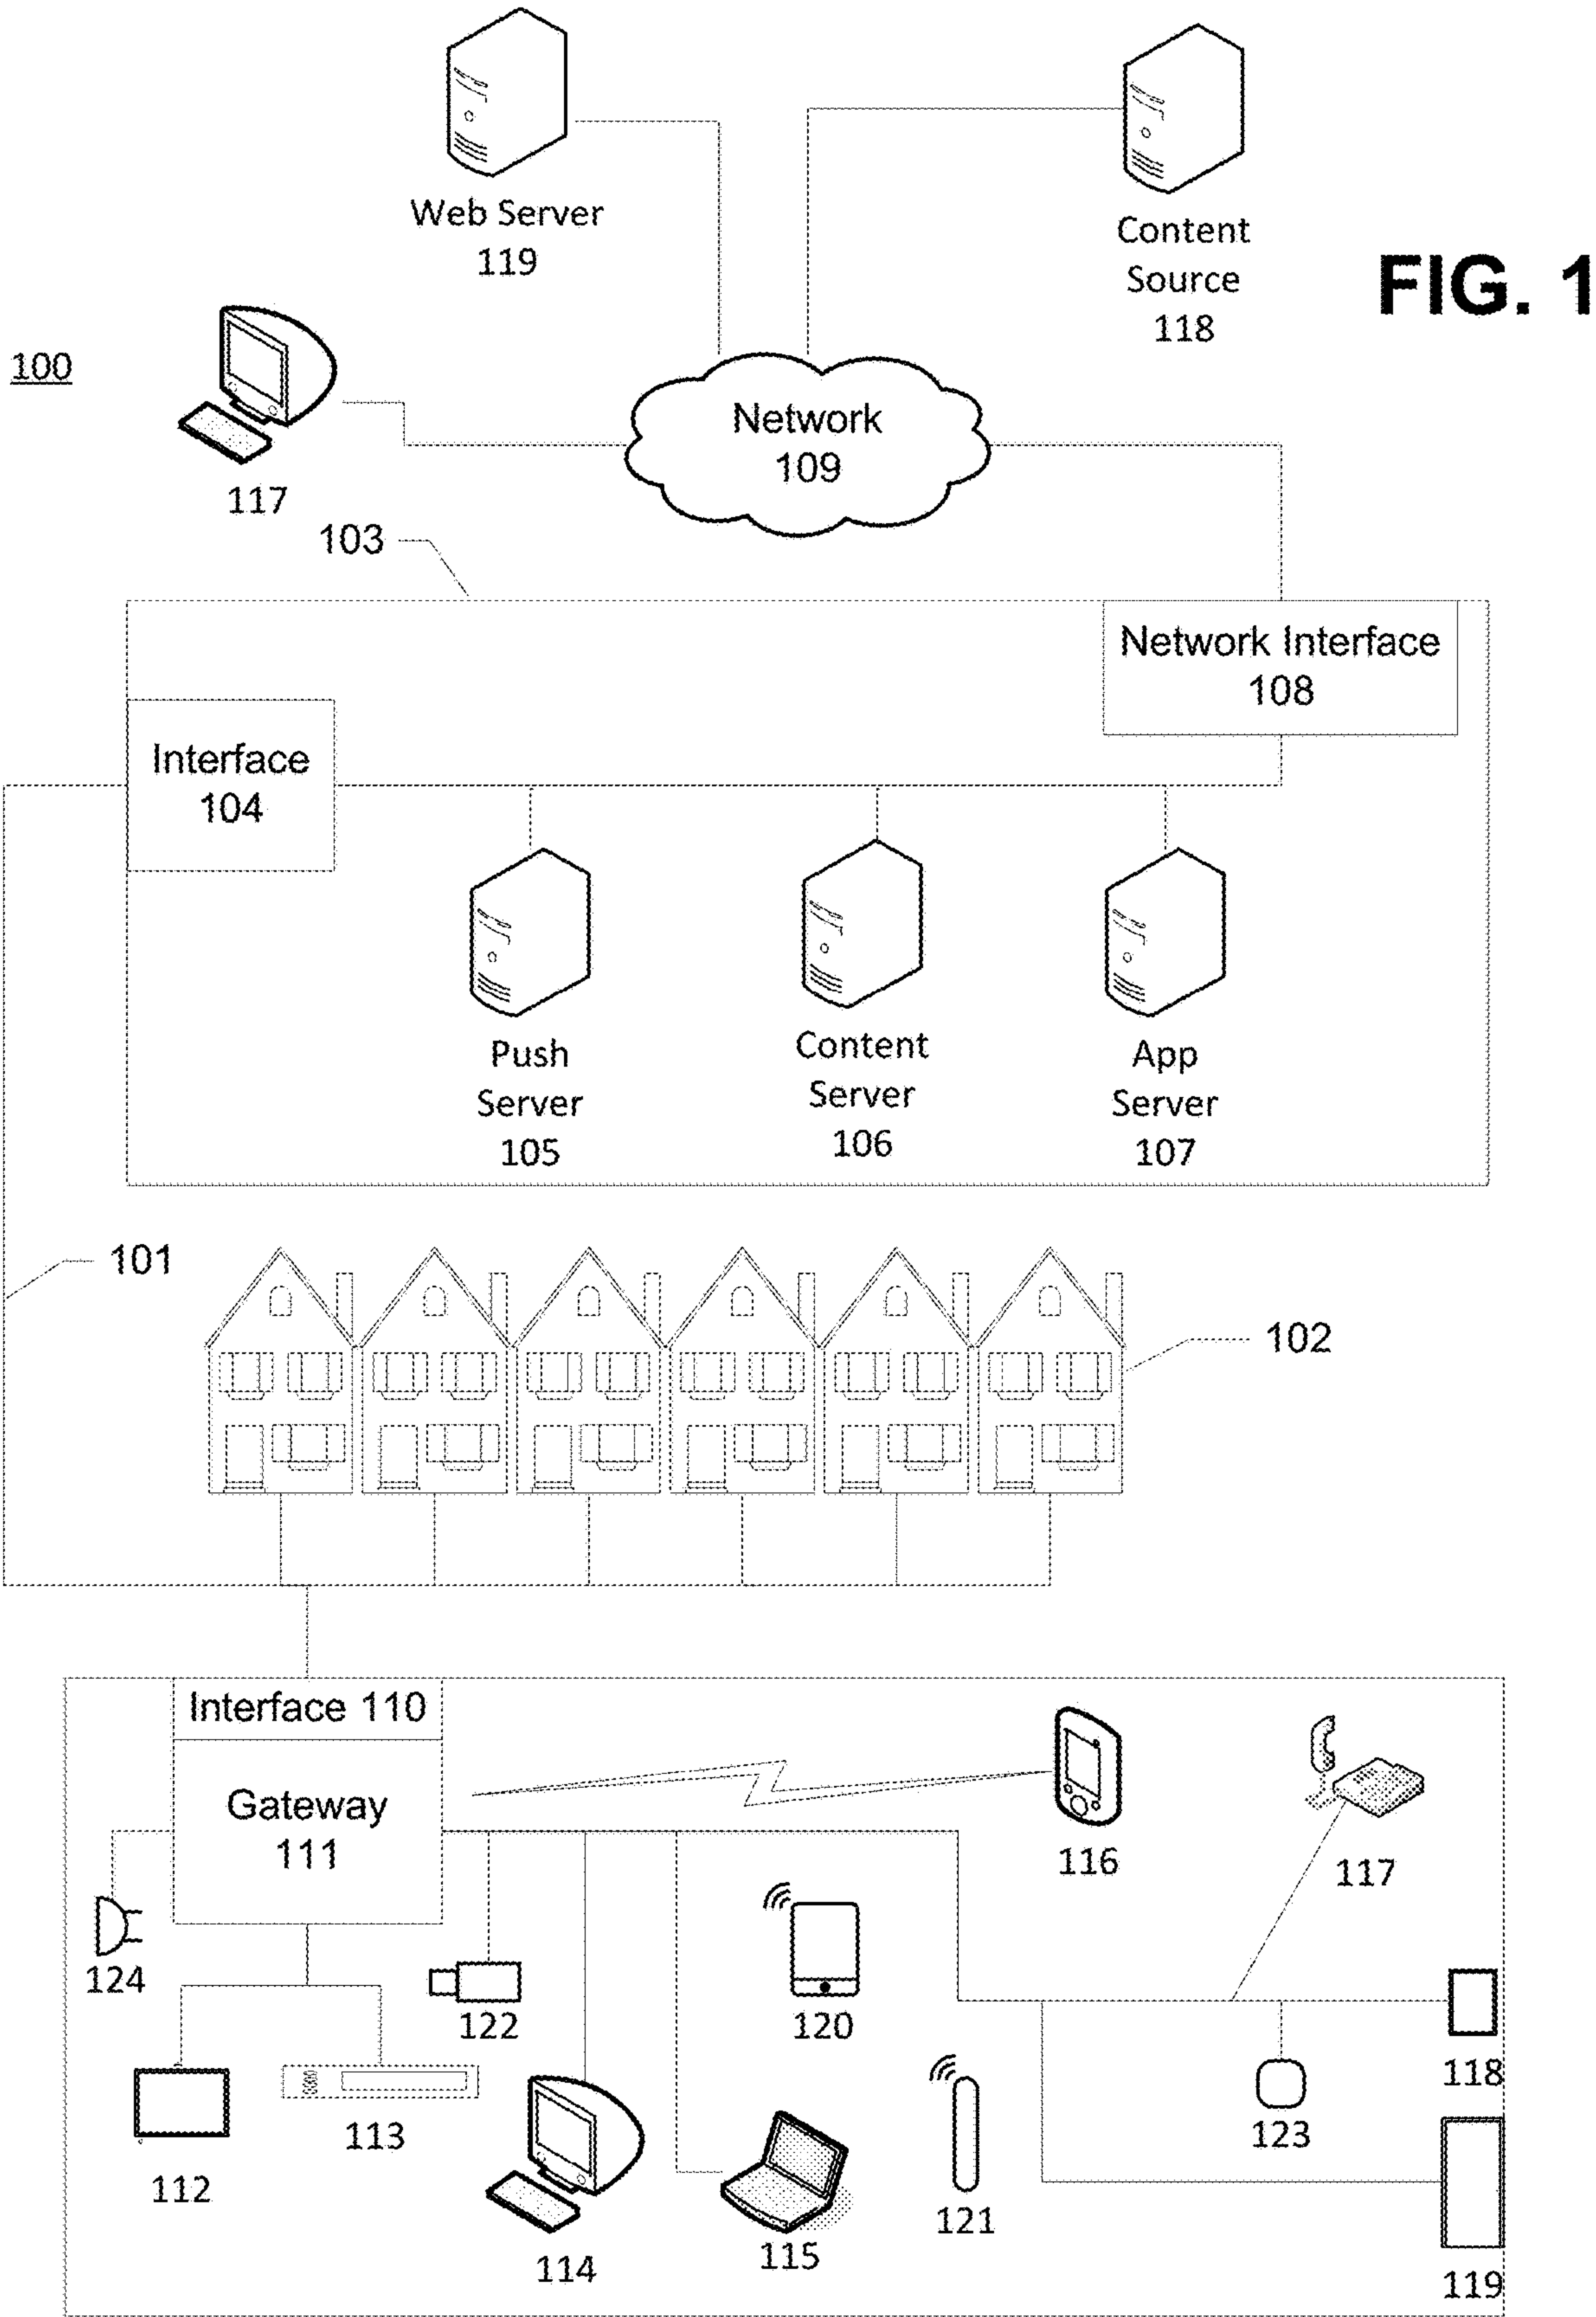 Web Server
119
Content
Source
118
FIG. 1
100
117
Network
109
103
Network Interface
108
Interface
104
Push
Server
105
Content
Server
106
App
Server
107
101
102
Interface 110
Gateway
111
116
117
124
122
120
118
112
113
123
114
115
121
119